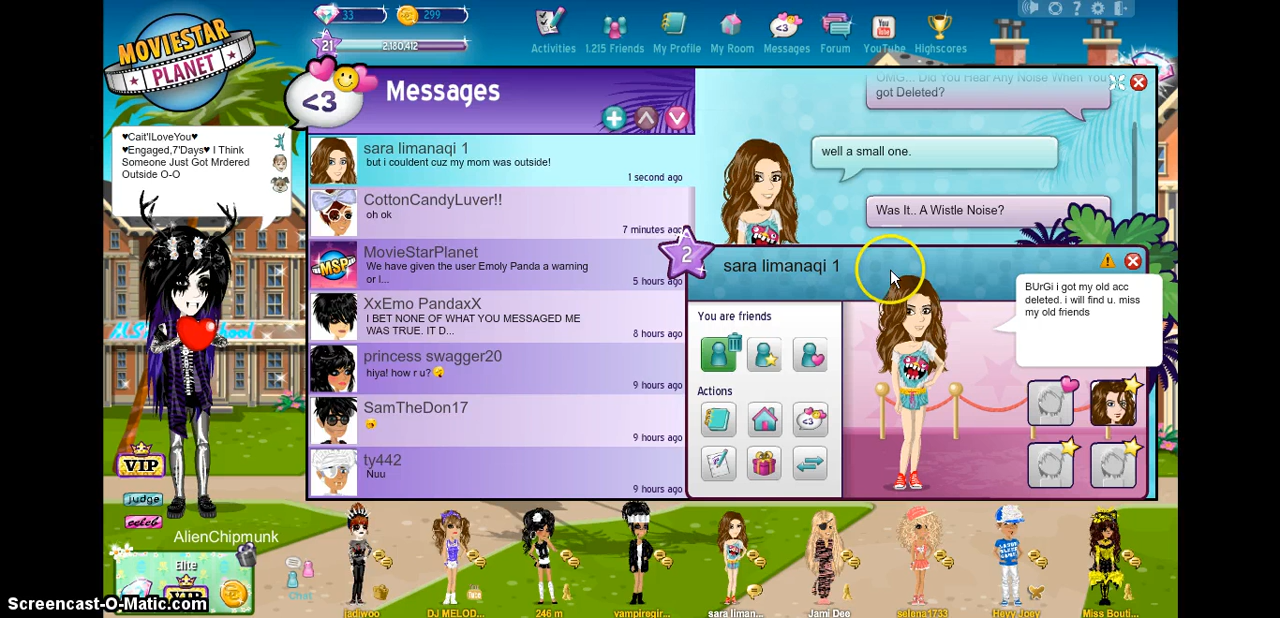 MOVIESTAR
PLANET
33
299
21
2,180,412
Activities
1.215 Friends
My Profile
My Room
Messages
Forum
YouTube
Highscores
You
Tube
<3
<3
Messages
♥Cait'ILoveYou♥
♥Engaged,7'Days♥ I Think
Someone Just Got Mrdered
Outside O-O
sara limanaqi 1
but i couldent cuz my mom was outside!
1 second ago
CottonCandyLuver!!
oh ok
7 minutes ago
MSP
MovieStarPlanet
We have given the user Emoly Panda a warning
or I...
5 hours ago
XxEmo PandaxX
I BET NONE OF WHAT YOU MESSAGED ME
WAS TRUE. IT D...
8 hours ago
princess swagger20
hiya! how r u?
9 hours ago
SamTheDon17
9 hours ago
ty442
Nuu
9 hours ago
OMG... Did You Hear Any Noise When You
got Deleted?
well a small one.
Was It.. A Wistle Noise?
2
sara limanaqi 1
You are friends
Actions
BUrGi i got my old acc
deleted. i will find u. miss
my old friends
VIP
judge
celeb
AlienChipmunk
Elite
VIP
Chat
jadiwoo
DJ MELOD...
246 m
vampiregir...
sara liman...
Jami Dee
selena1733
Hevy Joey
Miss Bouti...
Screencast-O-Matic.com